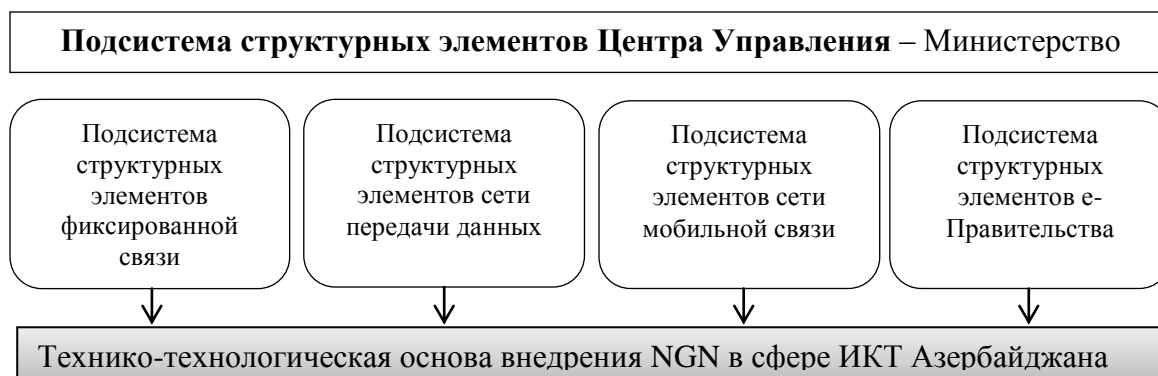 Подсистема структурных элементов Центра Управления – Министерство
Подсистема
структурных
элементов
фиксированной
связи
Подсистема
структурных
элементов сети
передачи данных
Подсистема
структурных
элементов сети
мобильной связи
Подсистема
структурных
элементов е-
Правительства
Технико-технологическая основа внедрения NGN в сфере ИКТ Азербайджана